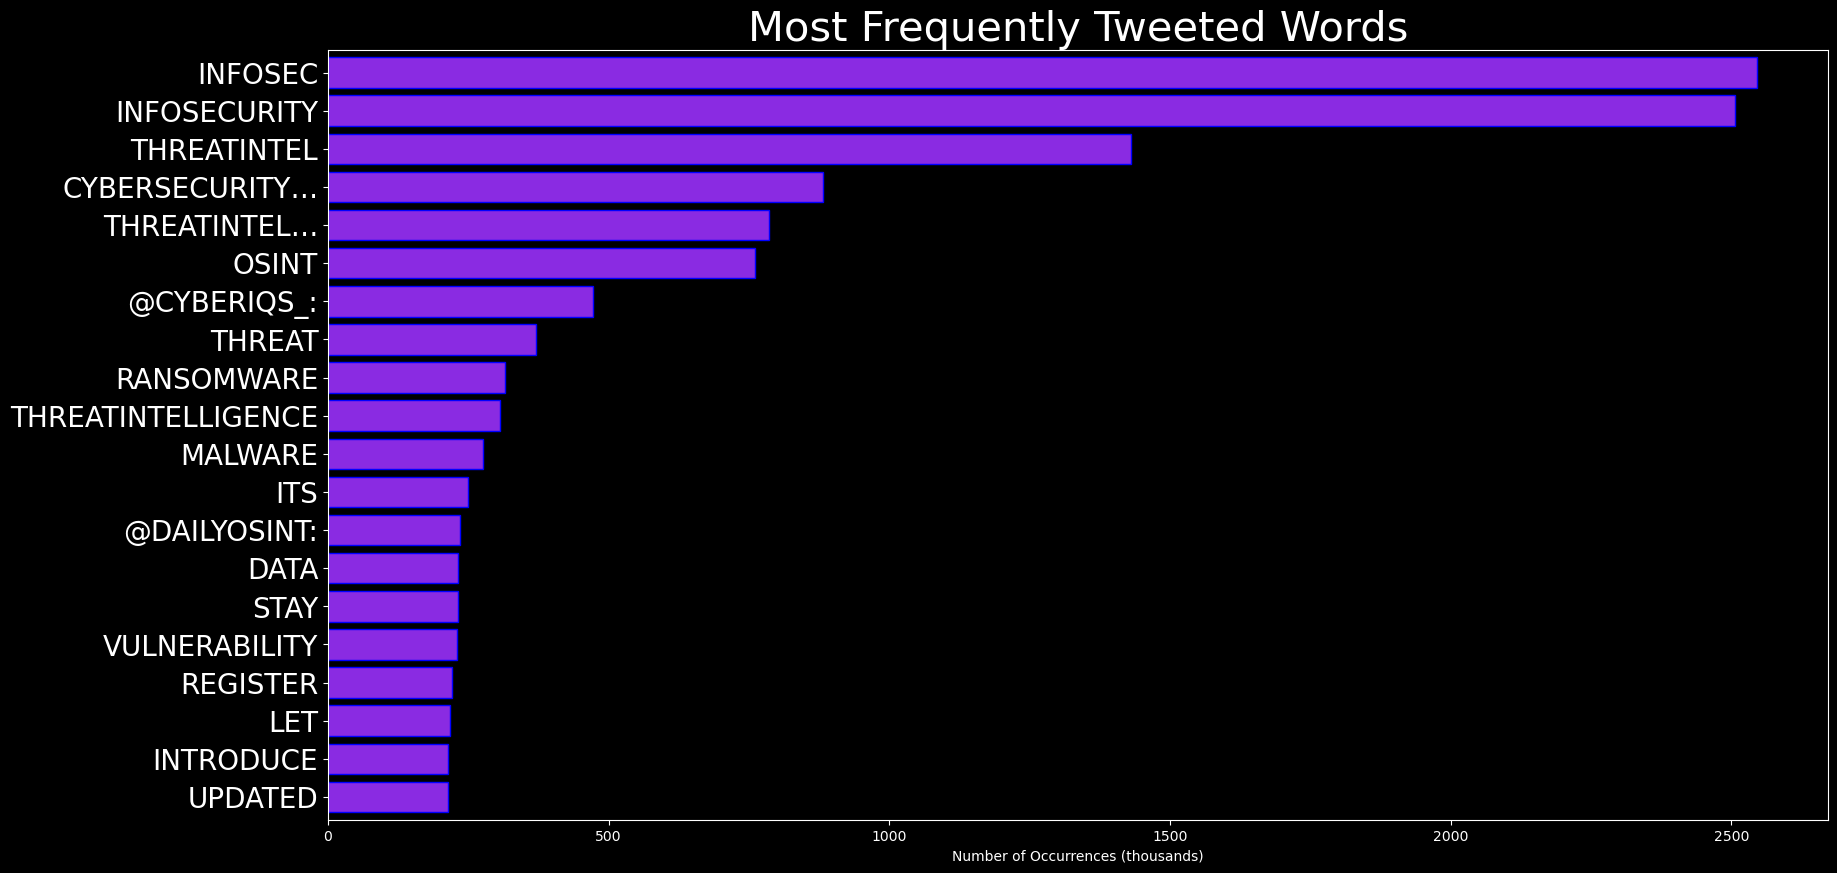 Most Frequently Tweeted Words
INFOSEC
INFOSECURITY
THREATINTEL
CYBERSECURITY…
THREATINTEL…
OSINT
@CYBERIQS_:
THREAT
RANSOMWARE
THREATINTELLIGENCE
MALWARE
ITS
@DAILYOSINT:
DATA
STAY
VULNERABILITY
REGISTER
LET
INTRODUCE
UPDATED
0 500 1000 1500 2000 2500
Number of Occurrences (thousands)